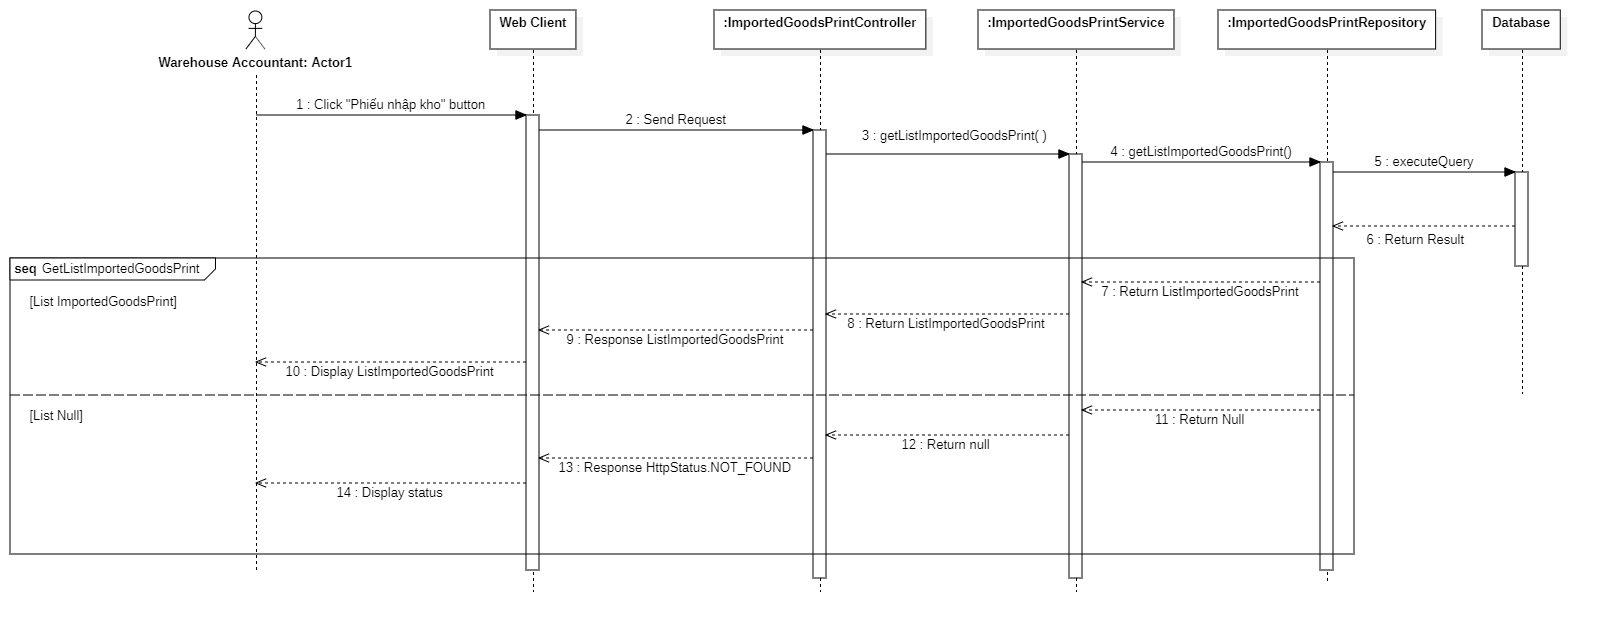 Web Client
:ImportedGoodsPrintController
:ImportedGoodsPrintService
:ImportedGoodsPrintRepository
Database
Warehouse Accountant: Actor1
1 : Click "Phiếu nhập kho" button
2 : Send Request
3 : getListImportedGoodsPrint( )
4 : getListImportedGoodsPrint()
5 : executeQuery
6 : Return Result
seq GetListImportedGoodsPrint
[List ImportedGoodsPrint]
7 : Return ListImportedGoodsPrint
8 : Return ListImportedGoodsPrint
9 : Response ListImportedGoodsPrint
10 : Display ListImportedGoodsPrint
[List Null]
11 : Return Null
12 : Return null
13 : Response HttpStatus.NOT_FOUND
14 : Display status